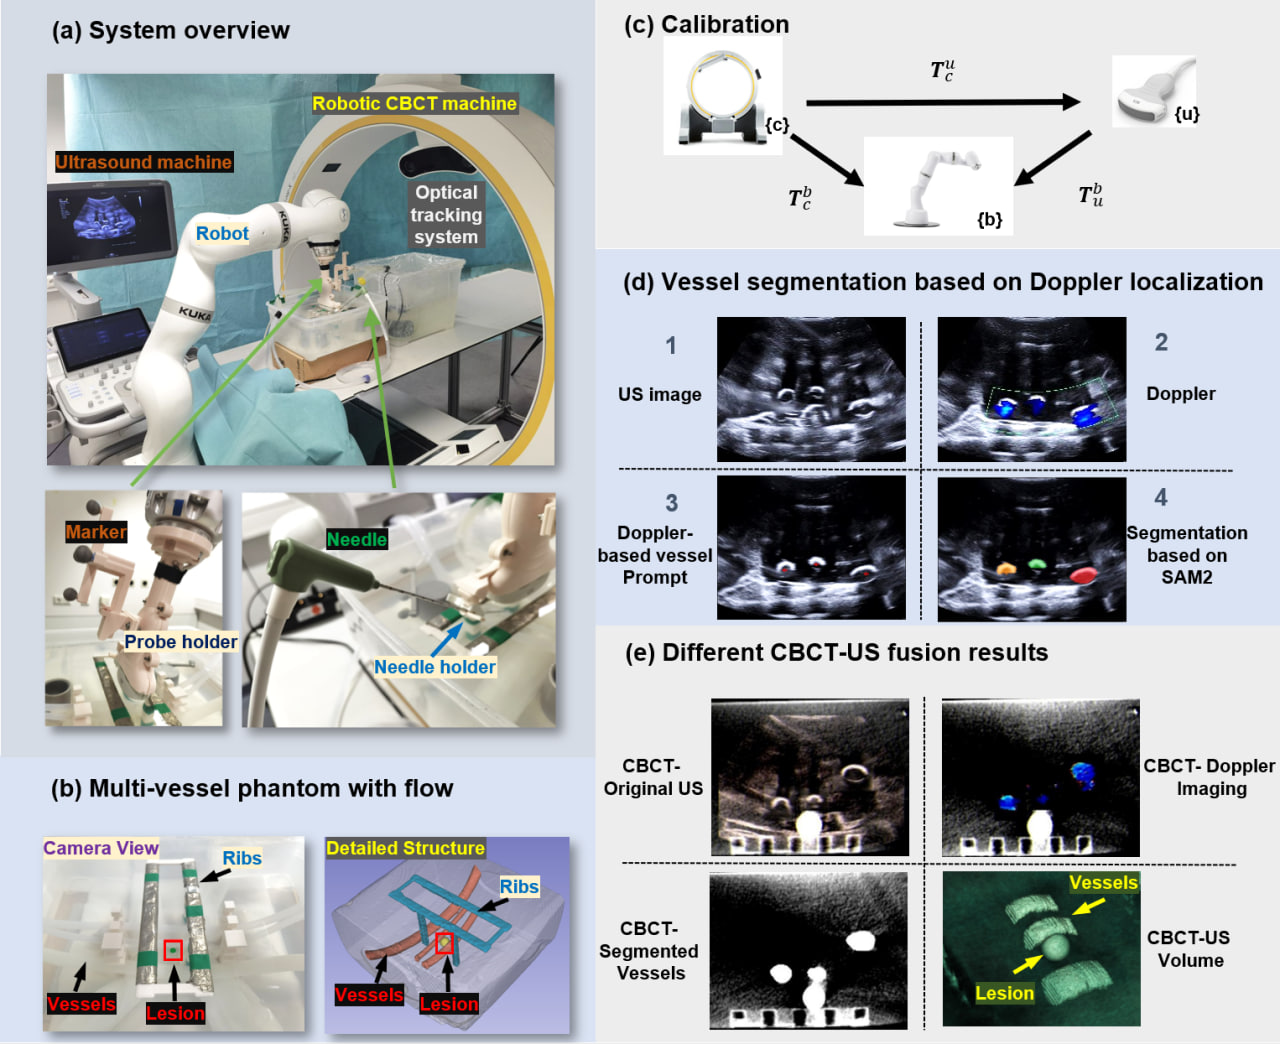 (a) System overview
Robotic CBCT machine
Ultrasound machine
Optical
tracking
system
Robot
KUKA
KUKA
Marker
Probe holder
Needle
Needle holder
(b) Multi-vessel phantom with flow
Camera View
Ribs
Vessels
Lesion
Detailed Structure
Ribs
Vessels
Lesion
(c) Calibration
T_c^u
{c}
{u}
T_c^b
T_u^b
{b}
(d) Vessel segmentation based on Doppler localization
1
US image
2
Doppler
3
Doppler-
based vessel
Prompt
4
Segmentation
based on
SAM2
(e) Different CBCT-US fusion results
CBCT-
Original US
CBCT- Doppler
Imaging
CBCT-
Segmented
Vessels
Vessels
Lesion
CBCT-US
Volume